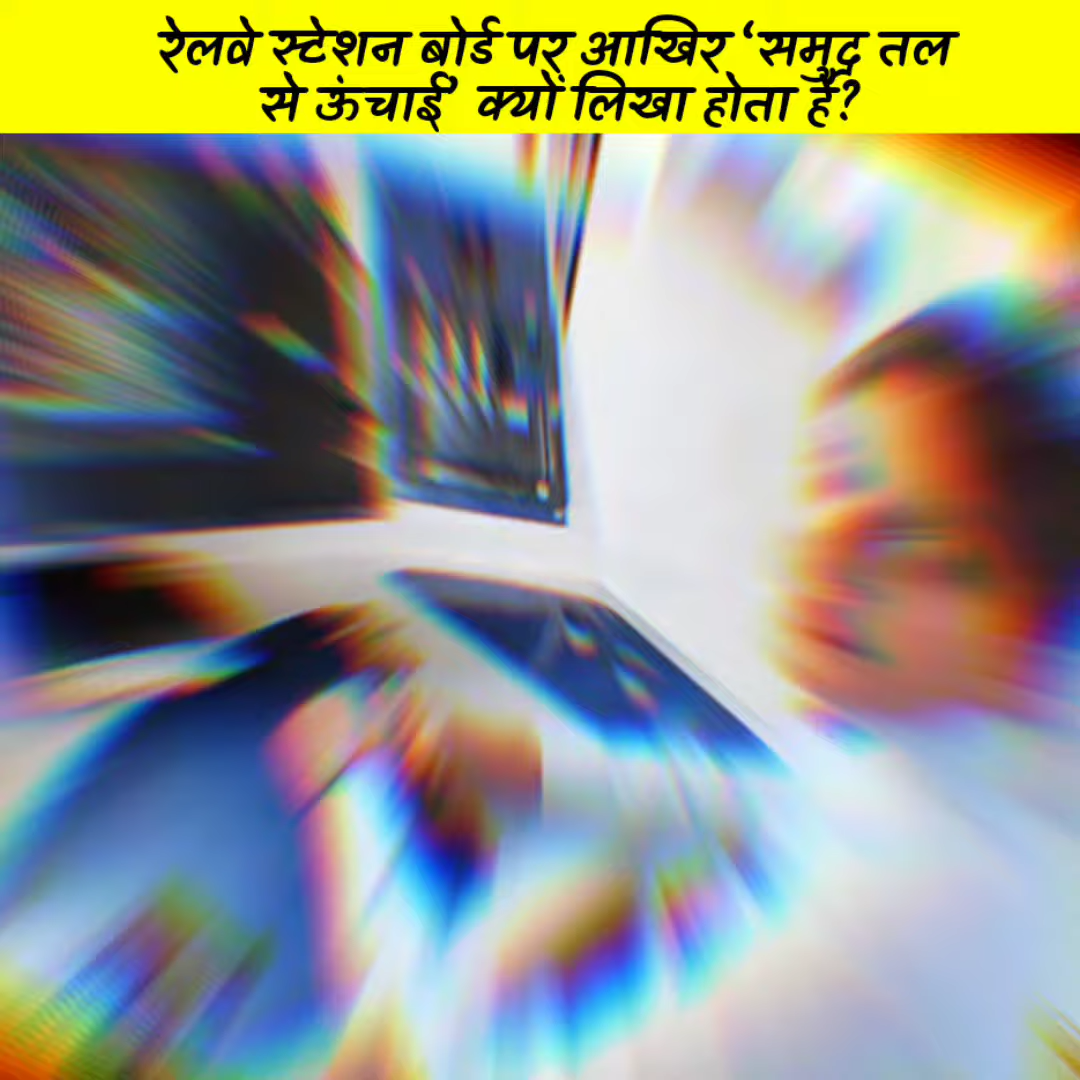 रेलवे स्टेशन बोर्ड पर आखिर ‘समुद्र तल
से ऊंचाई’ क्यों लिखा होता हैं?